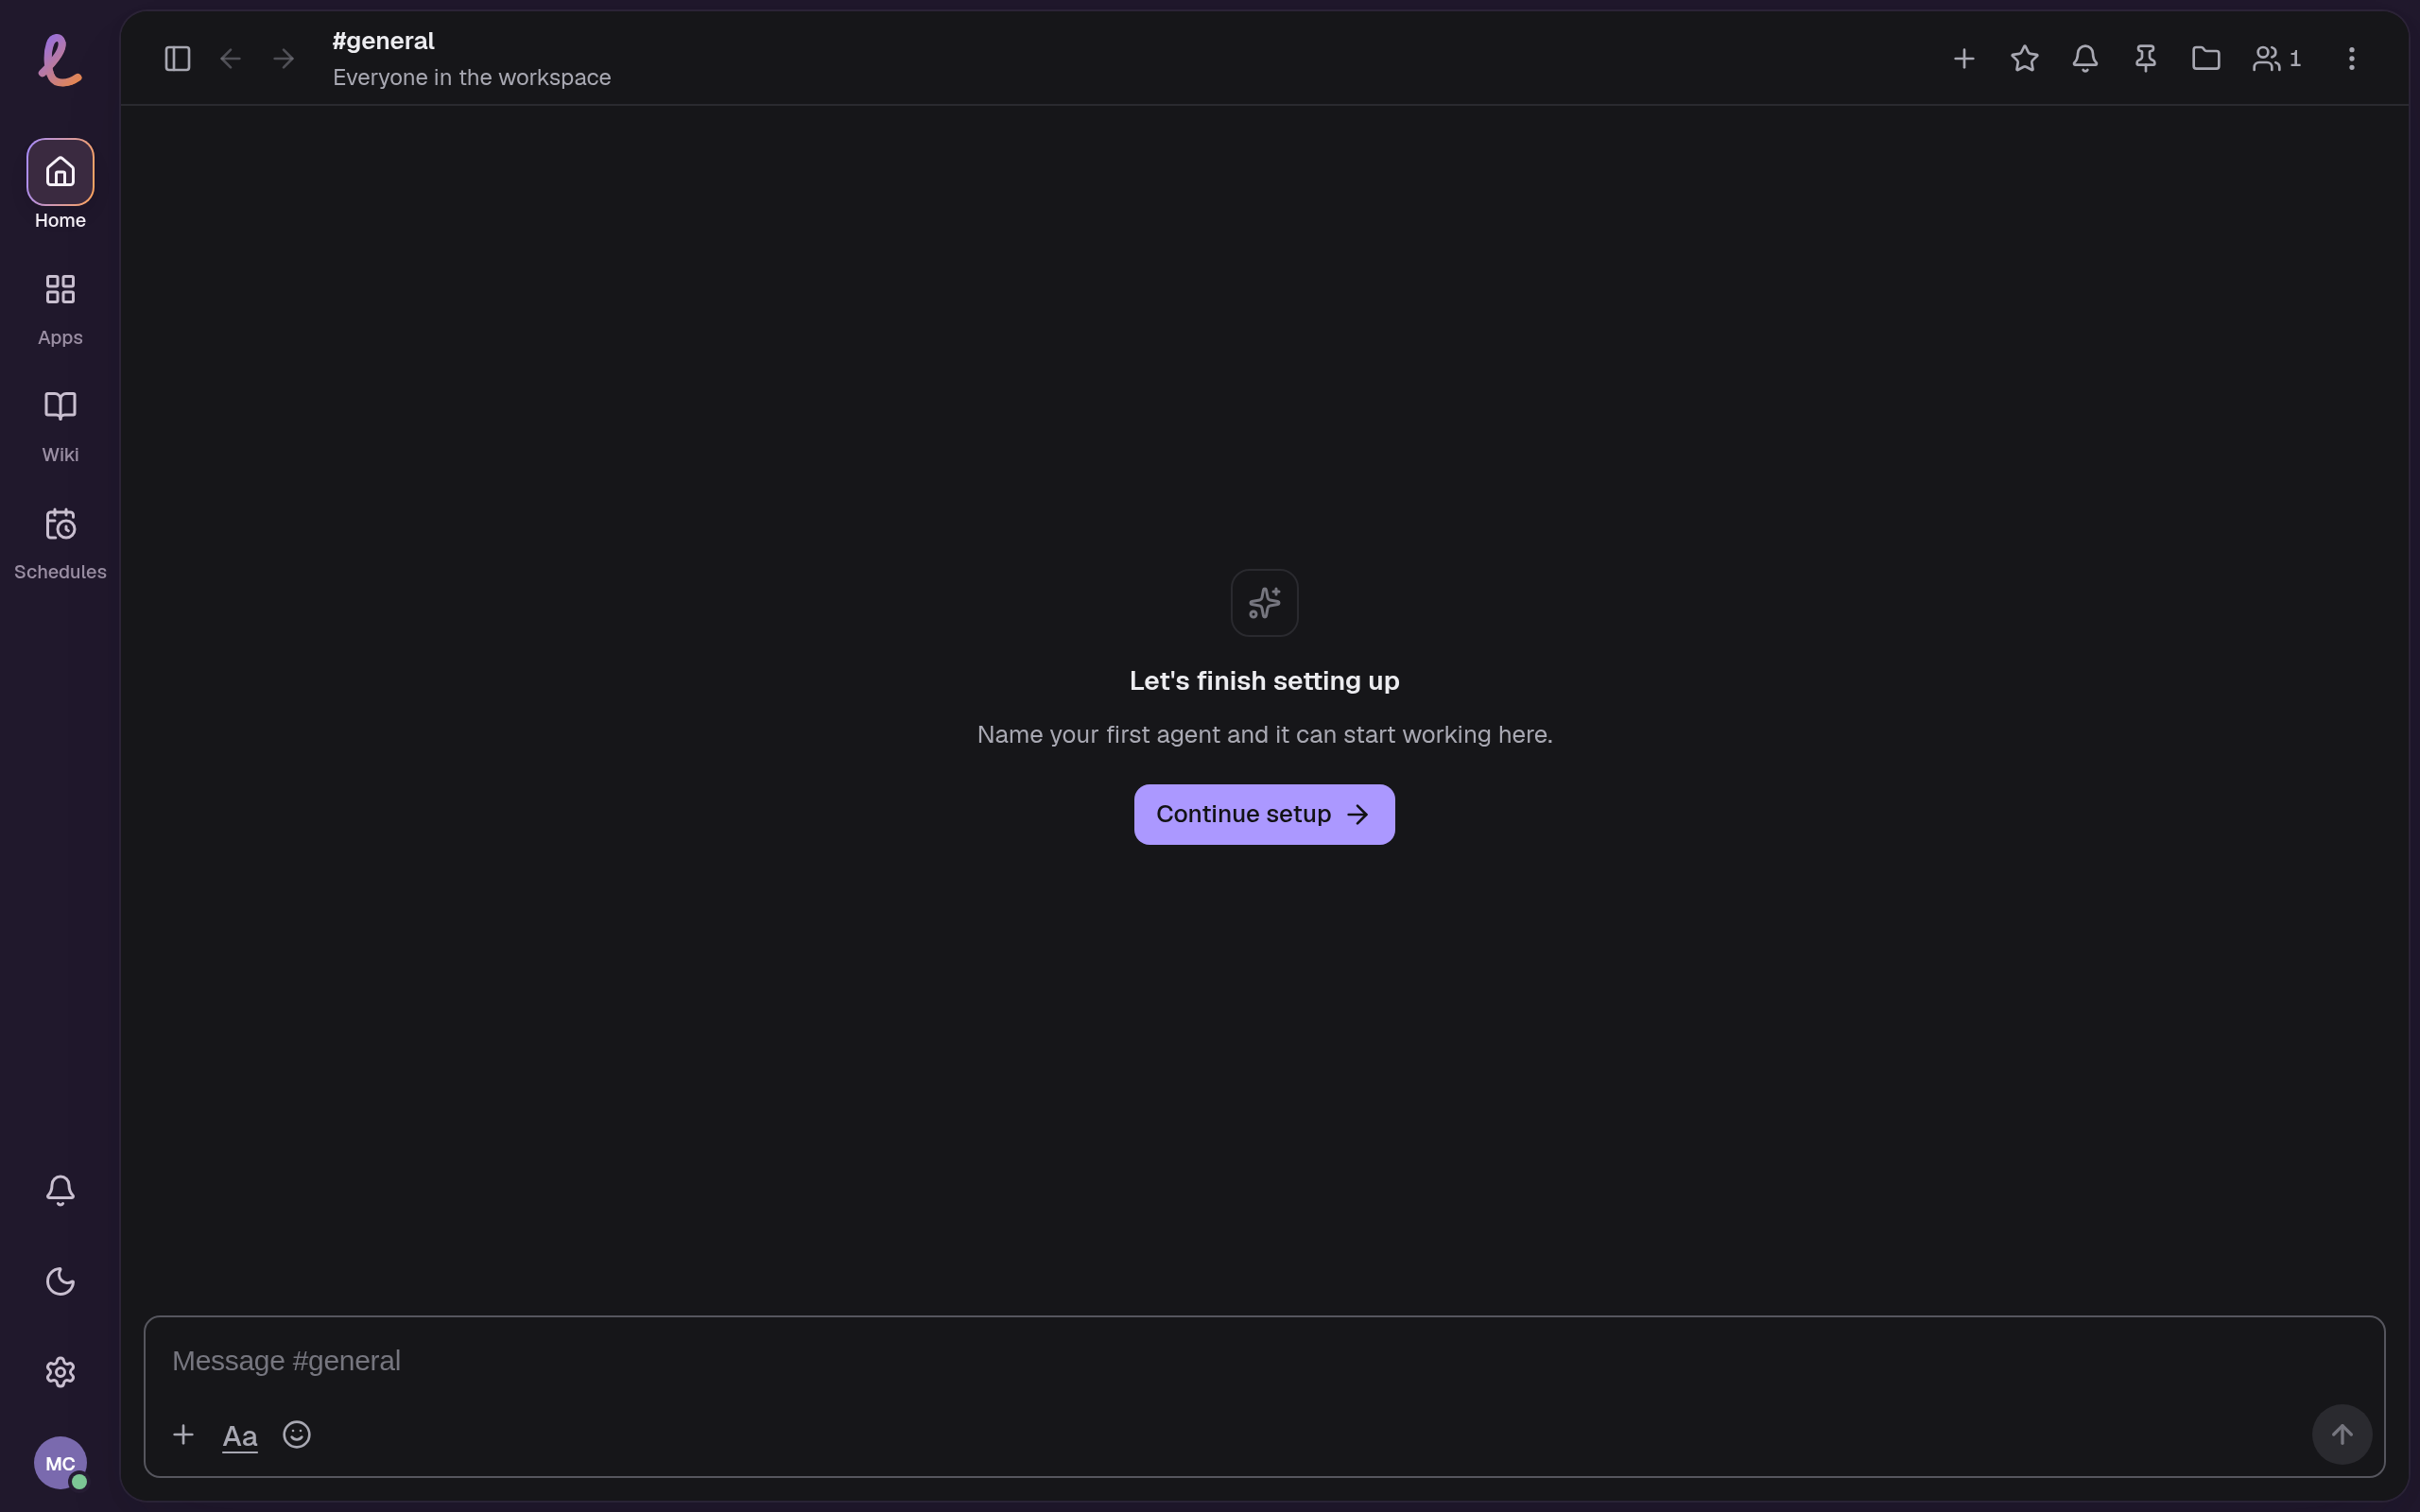 #general
Everyone in the workspace
1
Home
Apps
Wiki
Schedules
Let's finish setting up
Name your first agent and it can start working here.
Continue setup
Message #general
Aa
MC